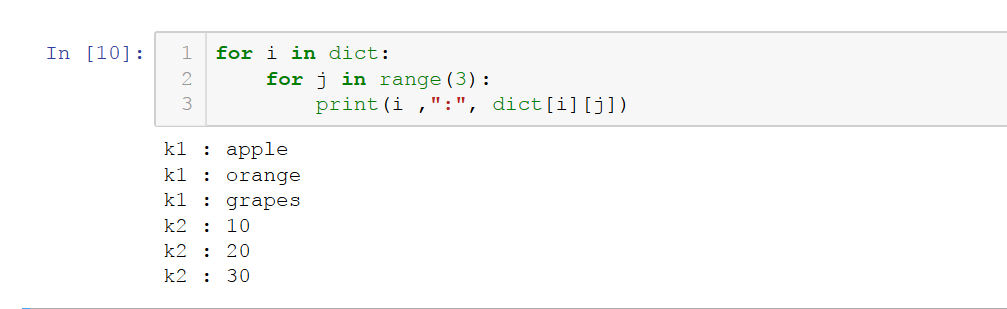 In [10]:
1 for i in dict:
2     for j in range(3):
3         print(i ,":", dict[i][j])
k1 : apple
k1 : orange
k1 : grapes
k2 : 10
k2 : 20
k2 : 30